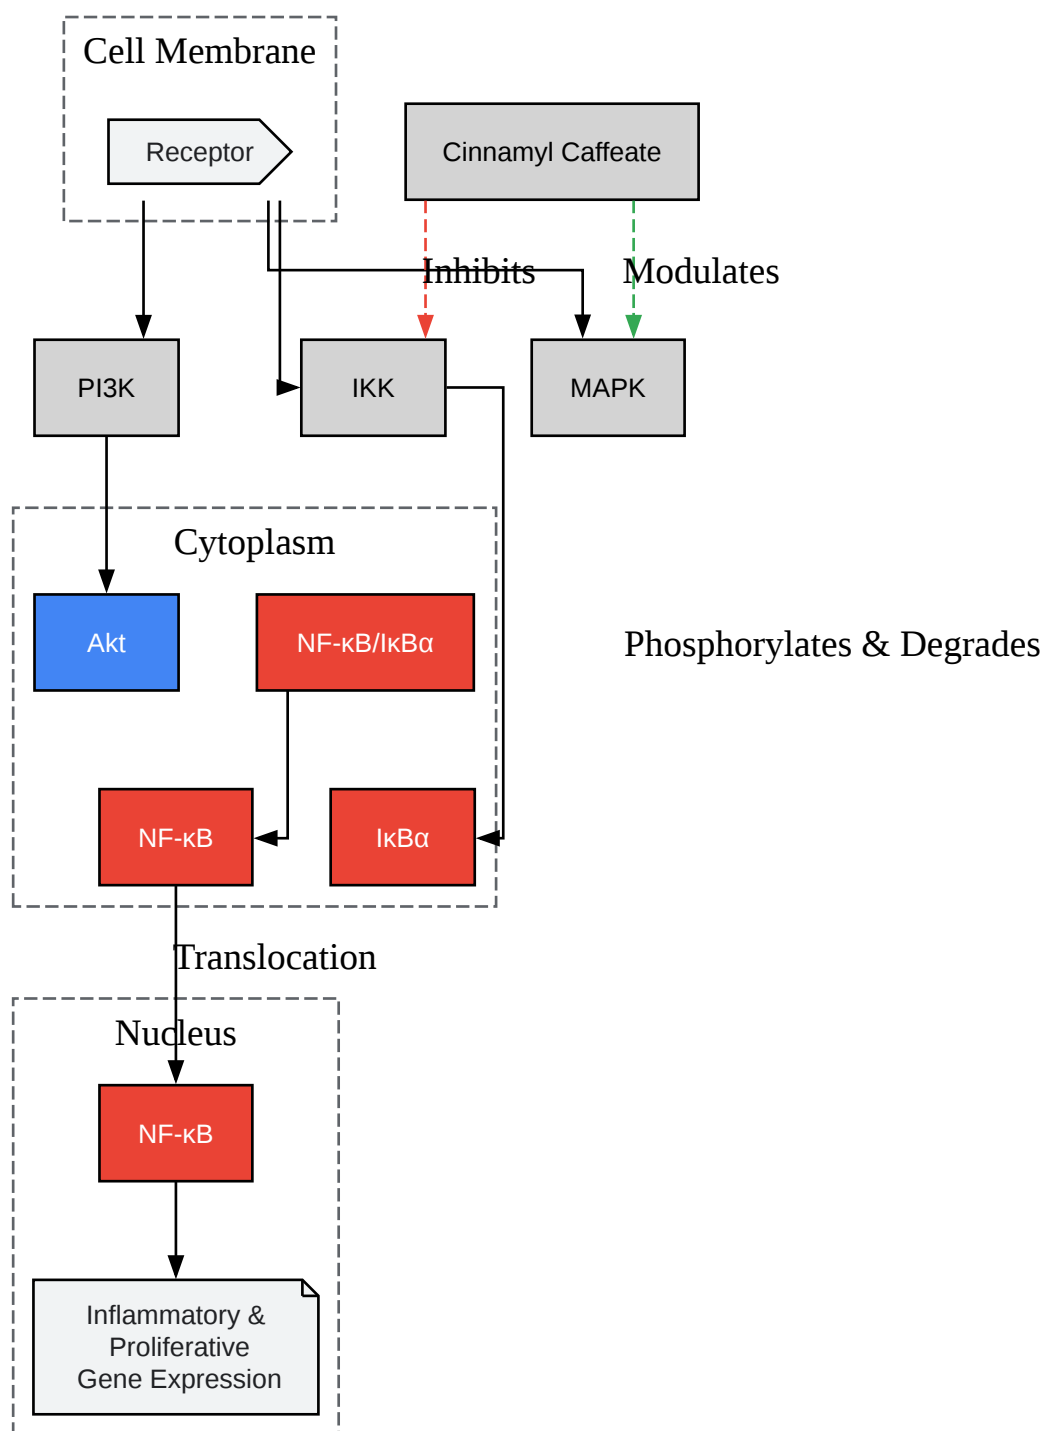 Cell Membrane
Receptor
Cinnamyl Caffeate
Inhibits
Modulates
PI3K
IKK
MAPK
Cytoplasm
Akt
NF-κB/IκBα
Phosphorylates & Degrades
NF-κB
IκBα
Translocation
Nucleus
NF-κB
Inflammatory &
Proliferative
Gene Expression